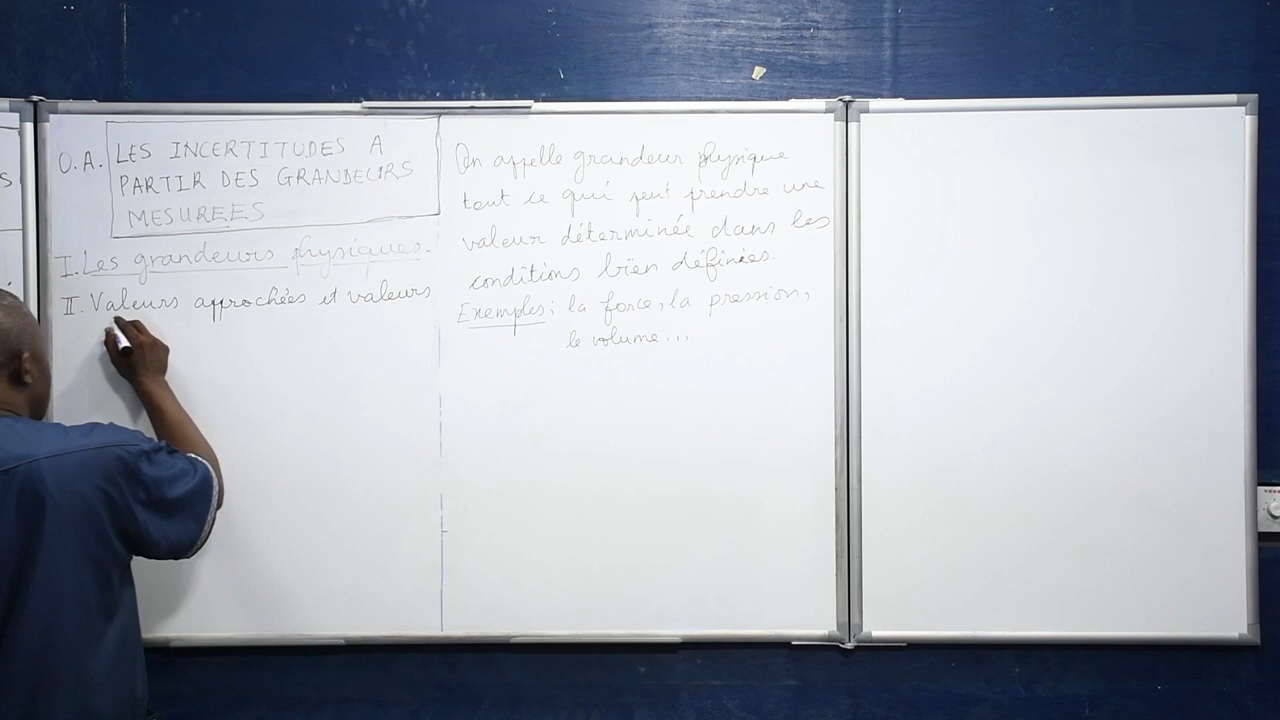 S
O.A. LES INCERTITUDES A
PARTIR DES GRANDEURS
MESUREES
I. Les grandeurs physiques.
II. Valeurs approchées et valeurs
On appelle grandeur physique
tout ce qui peut prendre une
valeur déterminée dans les
conditions bien définies.
Exemples : la force, la pression,
le volume...